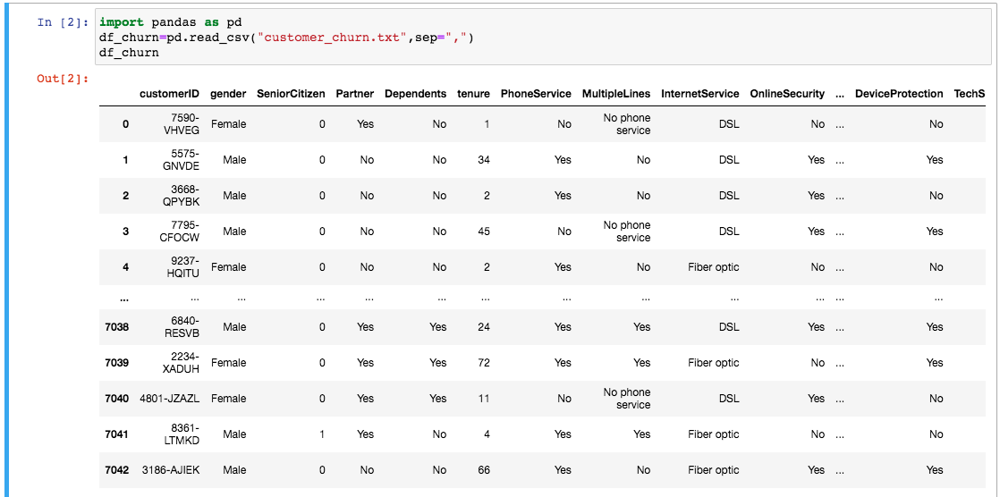 In [2]: import pandas as pd
df_churn=pd.read_csv("customer_churn.txt",sep=",")
df_churn
Out[2]:
customerID gender SeniorCitizen Partner Dependents tenure PhoneService MultipleLines InternetService OnlineSecurity ... DeviceProtection TechS
0 7590-VHVEG Female 0 Yes No 1 No No phone service DSL No ... No
1 5575-GNVDE Male 0 No No 34 Yes No DSL Yes ... Yes
2 3668-QPYBK Male 0 No No 2 Yes No DSL Yes ... No
3 7795-CFOCW Male 0 No No 45 No No phone service DSL Yes ... Yes
4 9237-HQITU Female 0 No No 2 Yes No Fiber optic No ... No
... ... ... ... ... ... ... ... ... ... ... ... ...
7038 6840-RESVB Male 0 Yes Yes 24 Yes Yes DSL Yes ... Yes
7039 2234-XADUH Female 0 Yes Yes 72 Yes Yes Fiber optic No ... Yes
7040 4801-JZAZL Female 0 Yes Yes 11 No No phone service DSL Yes ... No
7041 8361-LTMKD Male 1 Yes No 4 Yes Yes Fiber optic No ... No
7042 3186-AJIEK Male 0 No No 66 Yes No Fiber optic Yes ... Yes